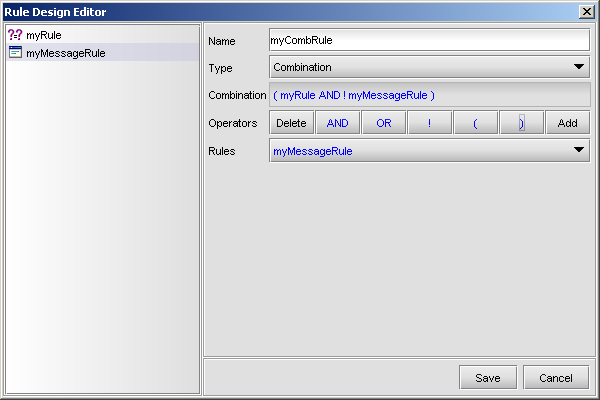 Rule Design Editor
?? myRule
myMessageRule
Name myCombRule
Type Combination
Combination ( myRule AND ! myMessageRule )
Operators Delete AND OR ! ( ) Add
Rules myMessageRule
Save Cancel